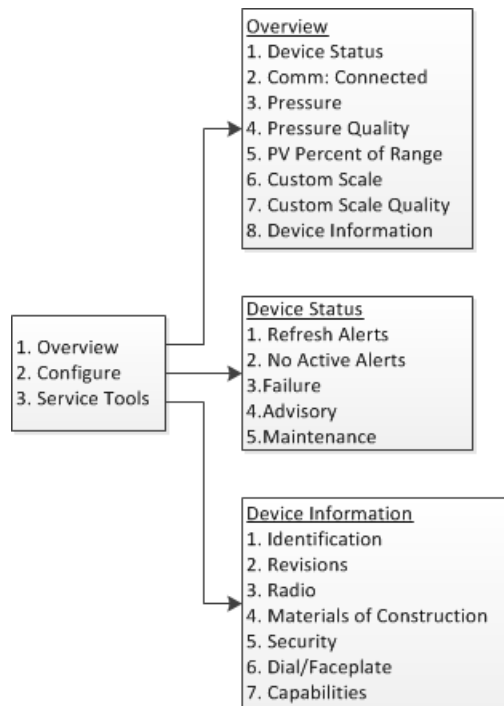 Overview
1. Device Status
2. Comm: Connected
3. Pressure
4. Pressure Quality
5. PV Percent of Range
6. Custom Scale
7. Custom Scale Quality
8. Device Information
1. Overview
2. Configure
3. Service Tools
Device Status
1. Refresh Alerts
2. No Active Alerts
3.Failure
4.Advisory
5.Maintenance
Device Information
1. Identification
2. Revisions
3. Radio
4. Materials of Construction
5. Security
6. Dial/Faceplate
7. Capabilities